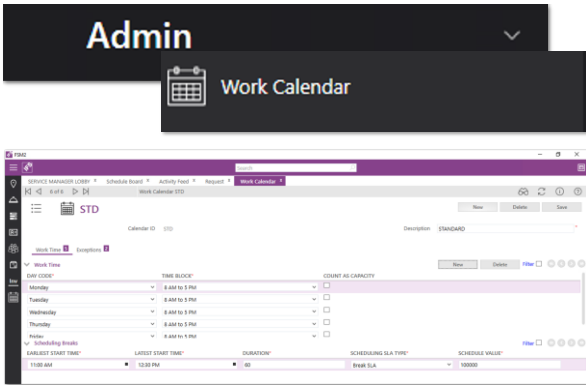 Admin
Work Calendar
FSM2
Search
SERVICE MANAGER LOBBY × Schedule Board × Activity Feed × Request × Work Calendar ×
6 of 6 Work Calendar STD
STD New Delete Save
Calendar ID STD Description STANDARD
Work Time 5 Exceptions
Work Time New Delete Filter
DAY CODE* TIME BLOCK* COUNT AS CAPACITY
Monday 8 AM to 5 PM
Tuesday 8 AM to 5 PM
Wednesday 8 AM to 5 PM
Thursday 8 AM to 5 PM
Friday 8 AM to 5 PM
Scheduling Breaks Filter
EARLIEST START TIME* LATEST START TIME* DURATION* SCHEDULING SLA TYPE* SCHEDULE VALUE*
11:00 AM 12:30 PM 60 Break SLA 100000